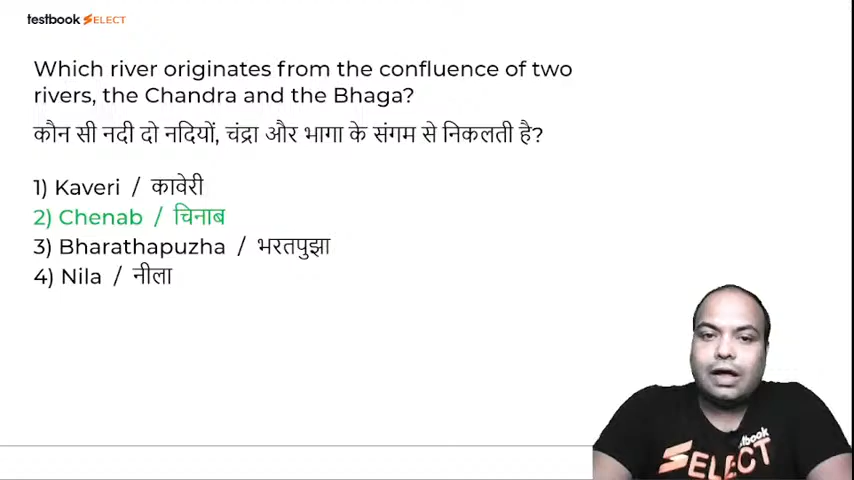 testbook SELECT
Which river originates from the confluence of two
rivers, the Chandra and the Bhaga?
कौन सी नदी दो नदियों, चंद्रा और भागा के संगम से निकलती है?
1) Kaveri / कावेरी
2) Chenab / चिनाब
3) Bharathapuzha / भरतपुझा
4) Nila / नीला
testbook
SELECT